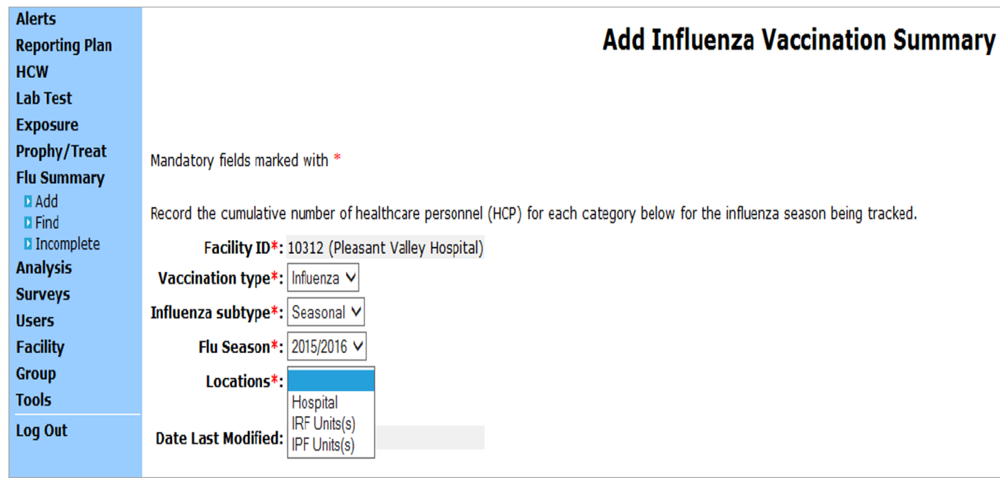 Alerts
Reporting Plan
HCW
Lab Test
Exposure
Prophy/Treat
Flu Summary
Add
Find
Incomplete
Analysis
Surveys
Users
Facility
Group
Tools
Log Out
Add Influenza Vaccination Summary
Mandatory fields marked with *
Record the cumulative number of healthcare personnel (HCP) for each category below for the influenza season being tracked.
Facility ID*: 10312 (Pleasant Valley Hospital)
Vaccination type*: Influenza
Influenza subtype*: Seasonal
Flu Season*: 2015/2016
Locations*:
Hospital
IRF Units(s)
IPF Units(s)
Date Last Modified: